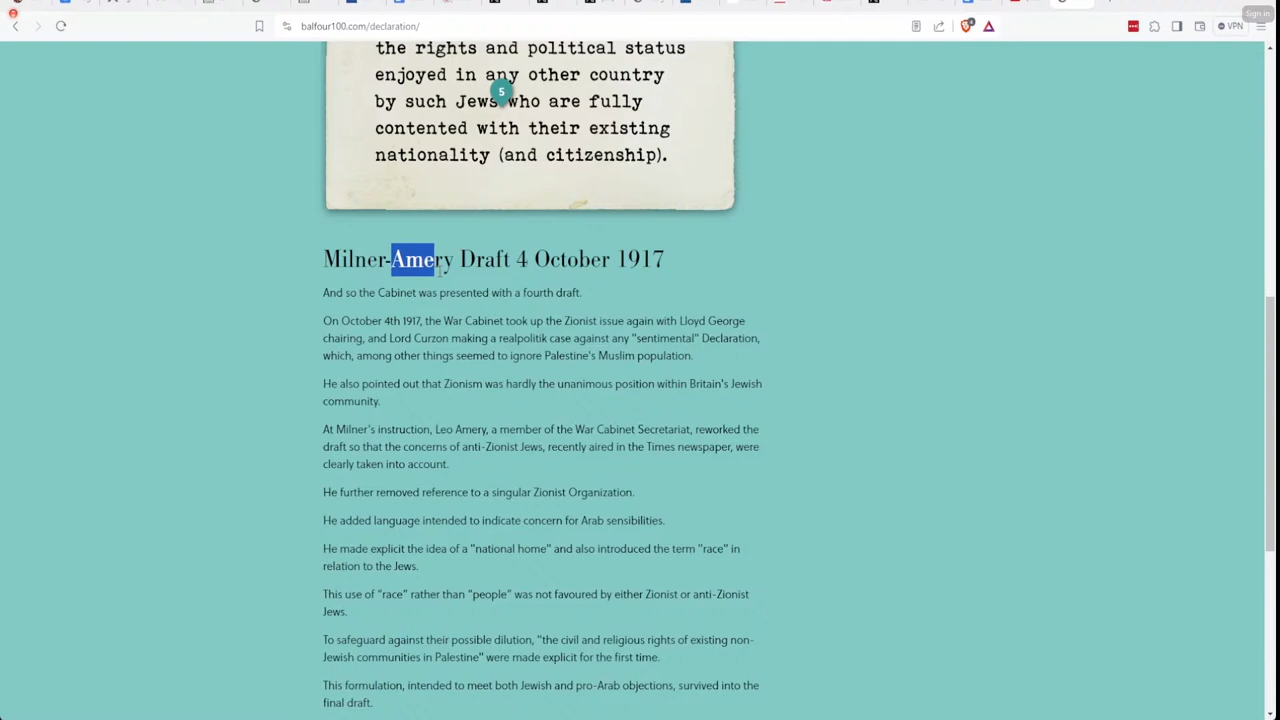 Sign in
balfour100.com/declaration/
VPN
the rights and political status
enjoyed in any other country
5
by such Jews who are fully
contented with their existing
nationality (and citizenship).
Milner-Amery Draft 4 October 1917
And so the Cabinet was presented with a fourth draft.
On October 4th 1917, the War Cabinet took up the Zionist issue again with Lloyd George
chairing, and Lord Curzon making a realpolitik case against any "sentimental" Declaration,
which, among other things seemed to ignore Palestine's Muslim population.
He also pointed out that Zionism was hardly the unanimous position within Britain's Jewish
community.
At Milner's instruction, Leo Amery, a member of the War Cabinet Secretariat, reworked the
draft so that the concerns of anti-Zionist Jews, recently aired in the Times newspaper, were
clearly taken into account.
He further removed reference to a singular Zionist Organization.
He added language intended to indicate concern for Arab sensibilities.
He made explicit the idea of a "national home" and also introduced the term "race" in
relation to the Jews.
This use of "race" rather than "people" was not favoured by either Zionist or anti-Zionist
Jews.
To safeguard against their possible dilution, "the civil and religious rights of existing non-
Jewish communities in Palestine" were made explicit for the first time.
This formulation, intended to meet both Jewish and pro-Arab objections, survived into the
final draft.